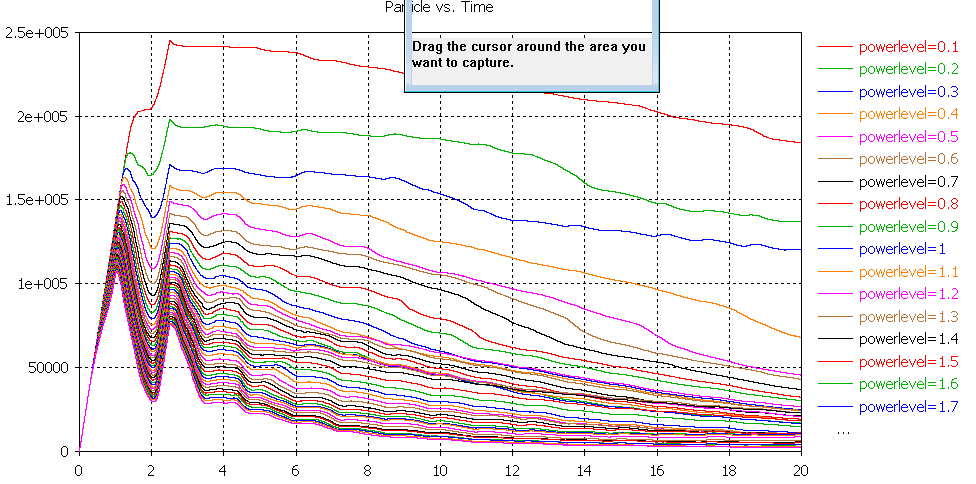 Particle vs. Time
Drag the cursor around the area you
want to capture.
2.5e+005
2e+005
1.5e+005
1e+005
50000
0
0 2 4 6 8 10 12 14 16 18 20
powerlevel=0.1
powerlevel=0.2
powerlevel=0.3
powerlevel=0.4
powerlevel=0.5
powerlevel=0.6
powerlevel=0.7
powerlevel=0.8
powerlevel=0.9
powerlevel=1
powerlevel=1.1
powerlevel=1.2
powerlevel=1.3
powerlevel=1.4
powerlevel=1.5
powerlevel=1.6
powerlevel=1.7
...